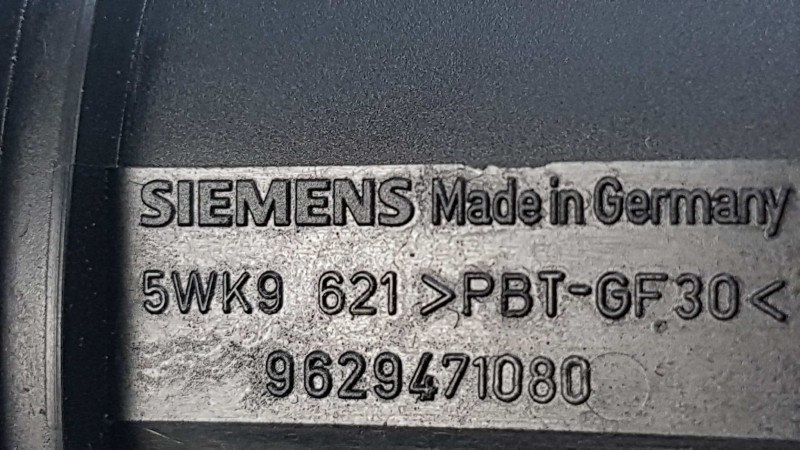 SIEMENS Made in Germany
5WK9 621 >PBT-GF30<
9629471080